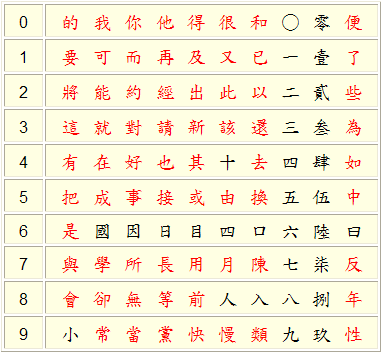 0 的 我 你 他 得 很 和 〇 零 便
1 要 可 而 再 及 又 已 一 壹 了
2 將 能 約 經 出 此 以 二 貳 些
3 這 就 對 請 新 該 還 三 叁 為
4 有 在 好 也 其 十 去 四 肆 如
5 把 成 事 接 或 由 換 五 伍 中
6 是 國 因 日 目 四 口 六 陸 曰
7 與 學 所 長 用 月 陳 七 柒 反
8 會 卻 無 等 前 人 入 八 捌 年
9 小 常 當 黨 快 慢 類 九 玖 性